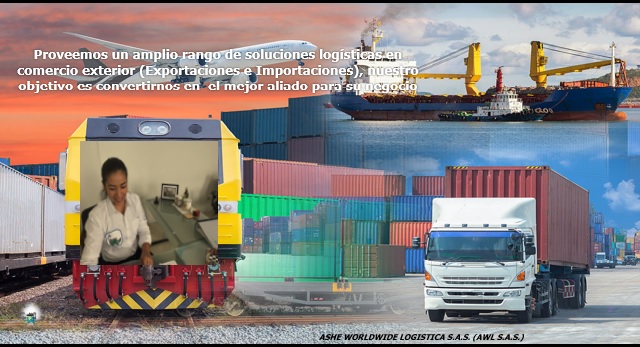 Proveemos un amplio rango de soluciones logísticas en
comercio exterior (Exportaciones e Importaciones), nuestro
objetivo es convertirnos en el mejor aliado para su negocio
ASHE WORLDWIDE LOGISTICA S.A.S. (AWL S.A.S.)